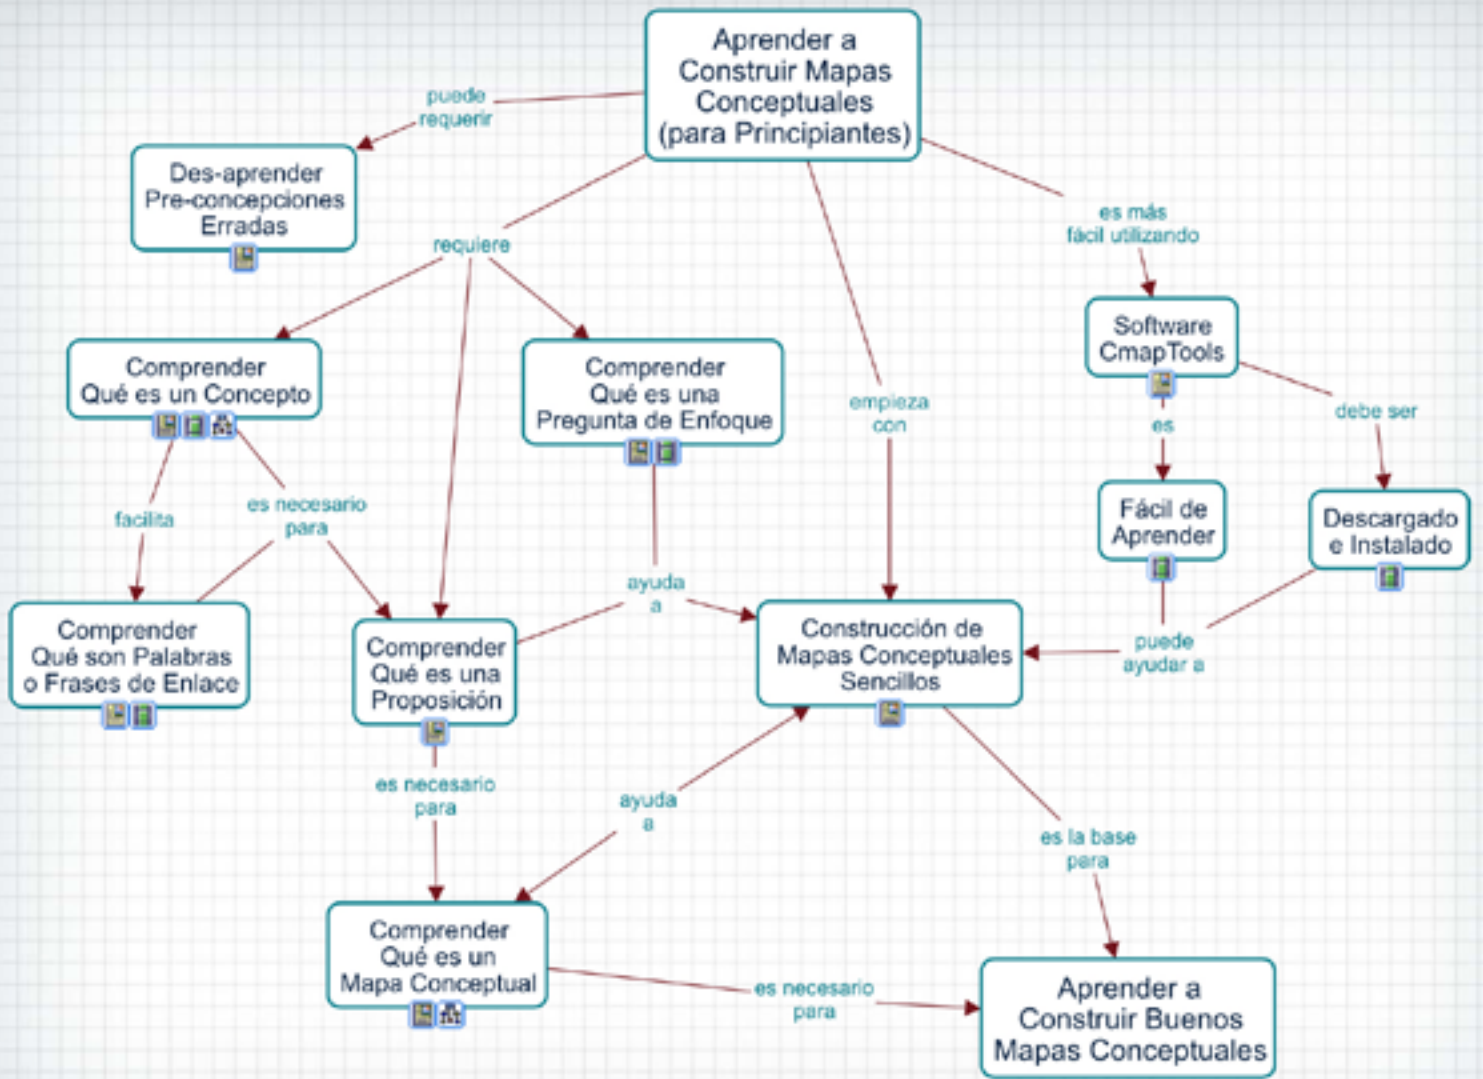 Aprender a
Construir Mapas
Conceptuales
(para Principiantes)
puede
requerir
Des-aprender
Pre-concepciones
Erradas
requiere
es más
fácil utilizando
Software
CmapTools
Comprender
Qué es un Concepto
Comprender
Qué es una
Pregunta de Enfoque
empieza
con
es
debe ser
facilita
es necesario
para
Fácil de
Aprender
Descargado
e Instalado
ayuda
a
Comprender
Qué son Palabras
o Frases de Enlace
Comprender
Qué es una
Proposición
Construcción de
Mapas Conceptuales
Sencillos
puede
ayudar a
es necesario
para
ayuda
a
es la base
para
Comprender
Qué es un
Mapa Conceptual
es necesario
para
Aprender a
Construir Buenos
Mapas Conceptuales